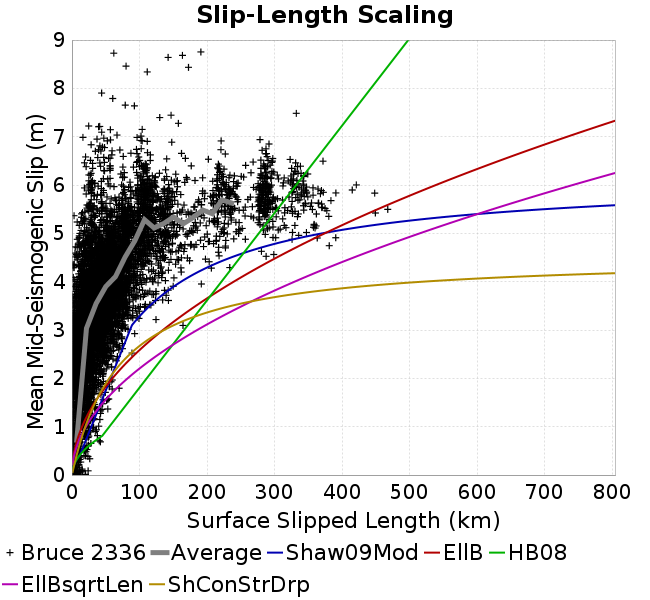 Slip-Length Scaling
Mean Mid-Seismogenic Slip (m)
9
8
7
6
5
4
3
2
1
0
0 100 200 300 400 500 600 700 800
Surface Slipped Length (km)
Bruce 2336 Average Shaw09Mod EllB HB08
EllBsqrtLen ShConStrDrp